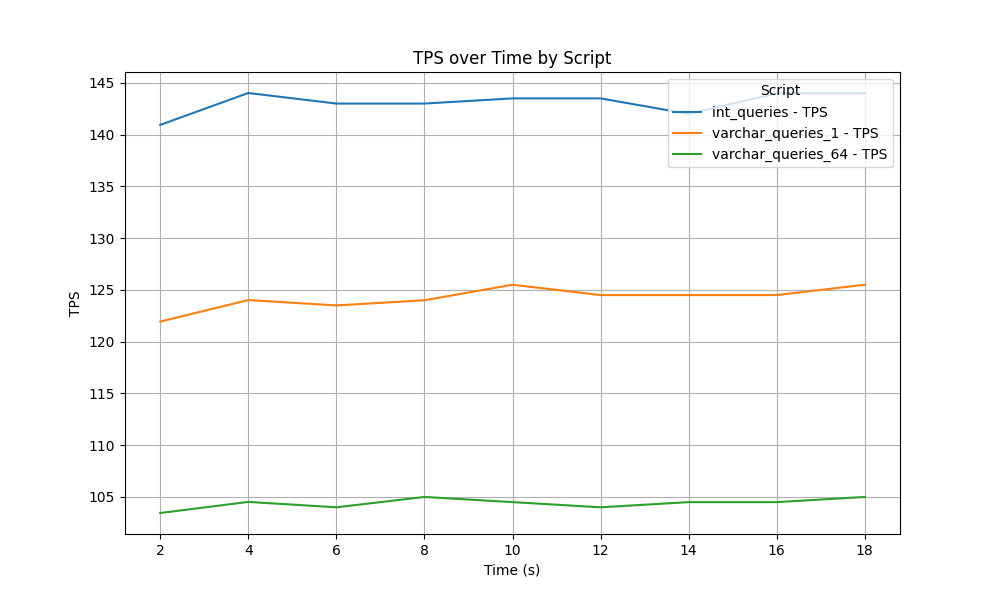 TPS over Time by Script
Script
int_queries - TPS
varchar_queries_1 - TPS
varchar_queries_64 - TPS
TPS
145
140
135
130
125
120
115
110
105
2 4 6 8 10 12 14 16 18
Time (s)